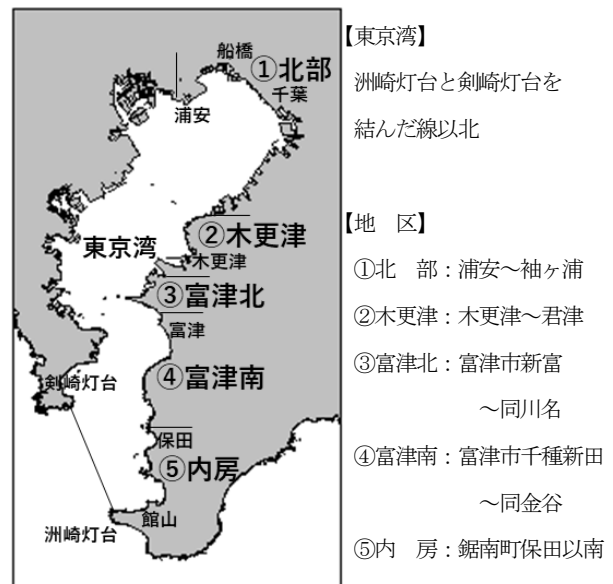 船橋
①北部
千葉
浦安
②木更津
東京湾
木更津
③富津北
富津
④富津南
剣崎灯台
保田
⑤内房
館山
洲崎灯台
【東京湾】
洲崎灯台と剣崎灯台を
結んだ線以北
【地　区】
①北　部：浦安～袖ヶ浦
②木更津：木更津～君津
③富津北：富津市新富
～同川名
④富津南：富津市千種新田
～同金谷
⑤内　房：鋸南町保田以南